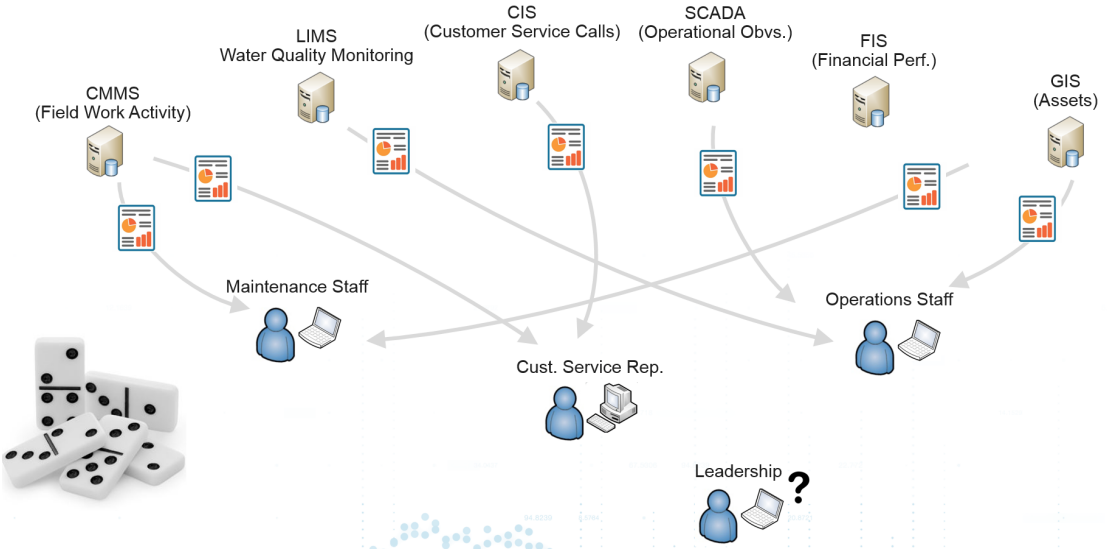 CIS
(Customer Service Calls)
SCADA
(Operational Obvs.)
LIMS
Water Quality Monitoring
FIS
(Financial Perf.)
CMMS
(Field Work Activity)
GIS
(Assets)
Maintenance Staff
Operations Staff
Cust. Service Rep.
Leadership
?